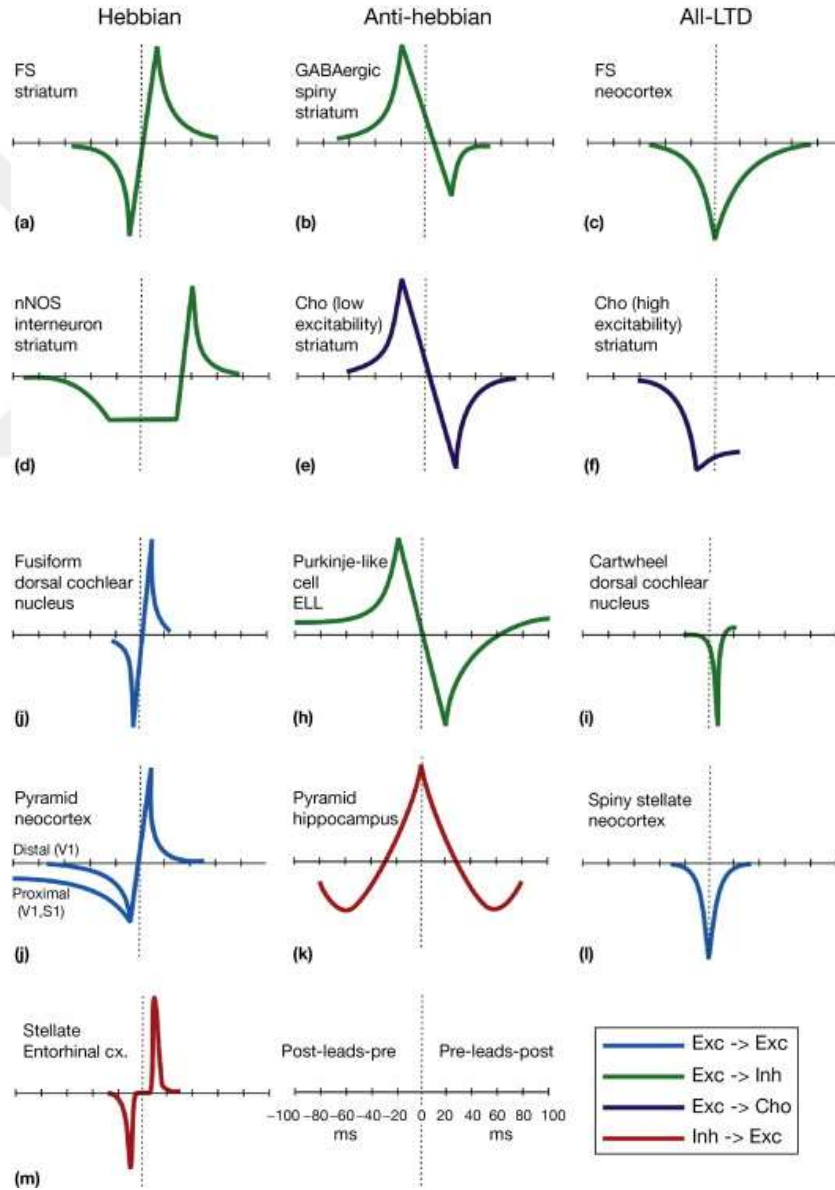 Hebbian
Anti-hebbian
All-LTD
FS
striatum
(a)
GABAergic
spiny
striatum
(b)
FS
neocortex
(c)
nNOS
interneuron
striatum
(d)
Cho (low
excitability)
striatum
(e)
Cho (high
excitability)
striatum
(f)
Fusiform
dorsal cochlear
nucleus
(j)
Purkinje-like
cell
ELL
(h)
Cartwheel
dorsal cochlear
nucleus
(i)
Pyramid
neocortex
Distal (V1)
Proximal
(V1,S1)
(j)
Pyramid
hippocampus
(k)
Spiny stellate
neocortex
(l)
Stellate
Entorhinal cx.
(m)
Post-leads-pre
Pre-leads-post
−100 −80 −60 −40 −20 0 20 40 60 80 100
ms
ms
Exc -> Exc
Exc -> Inh
Exc -> Cho
Inh -> Exc